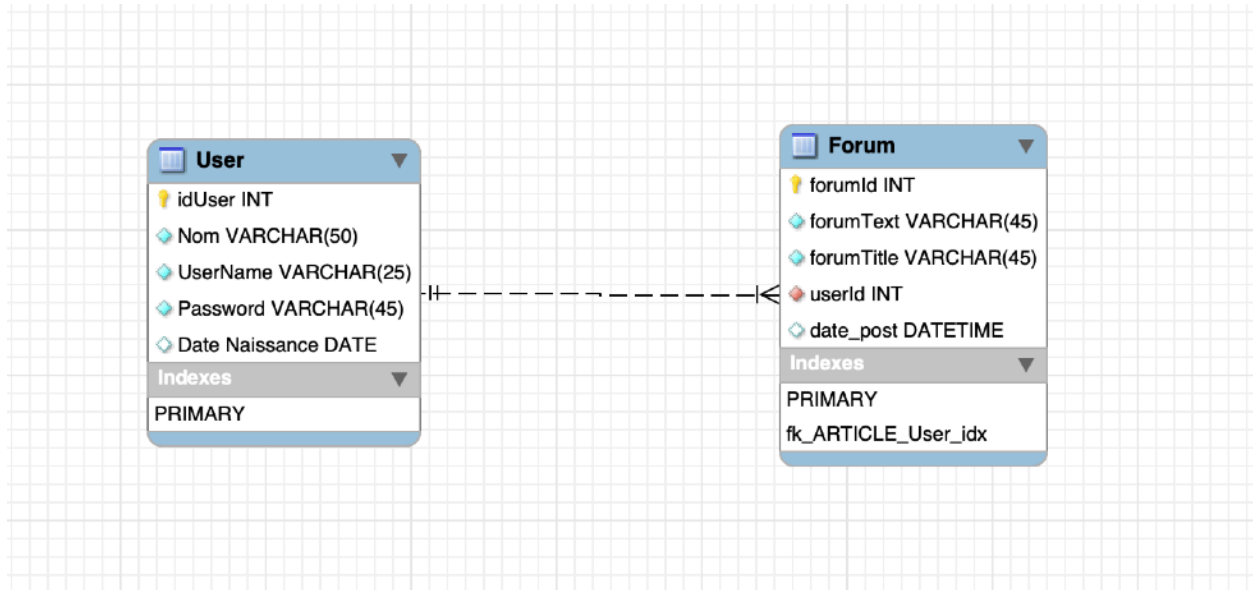 User
idUser INT
Nom VARCHAR(50)
UserName VARCHAR(25)
Password VARCHAR(45)
Date Naissance DATE
Indexes
PRIMARY
Forum
forumId INT
forumText VARCHAR(45)
forumTitle VARCHAR(45)
userId INT
date_post DATETIME
Indexes
PRIMARY
fk_ARTICLE_User_idx